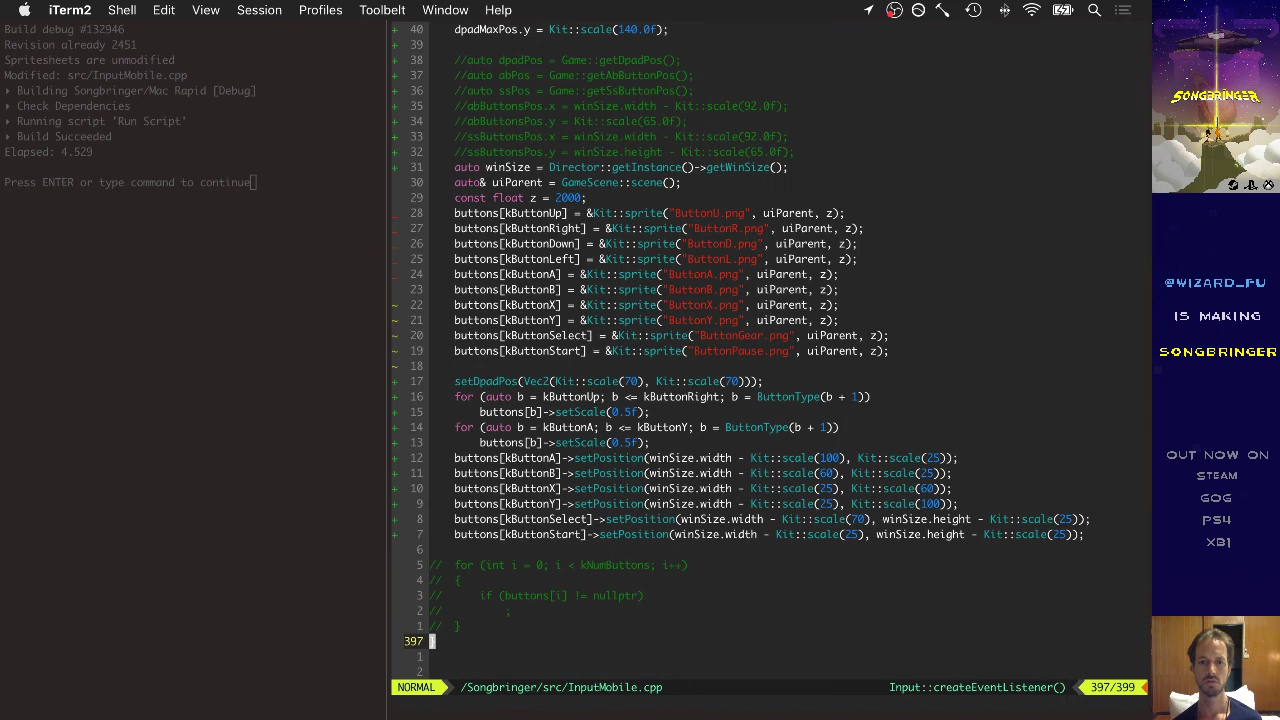 iTerm2 Shell Edit View Session Profiles Toolbelt Window Help
Build debug #132946
Revision already 2451
Spritesheets are unmodified
Modified: src/InputMobile.cpp
▸ Building Songbringer/Mac Rapid [Debug]
▸ Check Dependencies
▸ Running script 'Run Script'
▸ Build Succeeded
Elapsed: 4.529
Press ENTER or type command to continue
+ 40 dpadMaxPos.y = Kit::scale(140.0f);
+ 39
+ 38 //auto dpadPos = Game::getDpadPos();
+ 37 //auto abPos = Game::getAbButtonPos();
+ 36 //auto ssPos = Game::getSsButtonPos();
+ 35 //abButtonsPos.x = winSize.width - Kit::scale(92.0f);
+ 34 //abButtonsPos.y = Kit::scale(65.0f);
+ 33 //ssButtonsPos.x = winSize.width - Kit::scale(92.0f);
+ 32 //ssButtonsPos.y = winSize.height - Kit::scale(65.0f);
+ 31 auto winSize = Director::getInstance()->getWinSize();
30 auto& uiParent = GameScene::scene();
29 const float z = 2000;
_ 28 buttons[kButtonUp] = &Kit::sprite("ButtonU.png", uiParent, z);
_ 27 buttons[kButtonRight] = &Kit::sprite("ButtonR.png", uiParent, z);
_ 26 buttons[kButtonDown] = &Kit::sprite("ButtonD.png", uiParent, z);
_ 25 buttons[kButtonLeft] = &Kit::sprite("ButtonL.png", uiParent, z);
_ 24 buttons[kButtonA] = &Kit::sprite("ButtonA.png", uiParent, z);
23 buttons[kButtonB] = &Kit::sprite("ButtonB.png", uiParent, z);
~ 22 buttons[kButtonX] = &Kit::sprite("ButtonX.png", uiParent, z);
~ 21 buttons[kButtonY] = &Kit::sprite("ButtonY.png", uiParent, z);
~ 20 buttons[kButtonSelect] = &Kit::sprite("ButtonGear.png", uiParent, z);
~ 19 buttons[kButtonStart] = &Kit::sprite("ButtonPause.png", uiParent, z);
~ 18
+ 17 setDpadPos(Vec2(Kit::scale(70), Kit::scale(70)));
+ 16 for (auto b = kButtonUp; b <= kButtonRight; b = ButtonType(b + 1))
+ 15 buttons[b]->setScale(0.5f);
+ 14 for (auto b = kButtonA; b <= kButtonY; b = ButtonType(b + 1))
+ 13 buttons[b]->setScale(0.5f);
+ 12 buttons[kButtonA]->setPosition(winSize.width - Kit::scale(100), Kit::scale(25));
+ 11 buttons[kButtonB]->setPosition(winSize.width - Kit::scale(60), Kit::scale(25));
+ 10 buttons[kButtonX]->setPosition(winSize.width - Kit::scale(25), Kit::scale(60));
+ 9 buttons[kButtonY]->setPosition(winSize.width - Kit::scale(25), Kit::scale(100));
+ 8 buttons[kButtonSelect]->setPosition(winSize.width - Kit::scale(70), winSize.height - Kit::scale(25));
+ 7 buttons[kButtonStart]->setPosition(winSize.width - Kit::scale(25), winSize.height - Kit::scale(25));
6
5 // for (int i = 0; i < kNumButtons; i++)
4 // {
3 // if (buttons[i] != nullptr)
2 // ;
1 // }
397 }
1
2
NORMAL /Songbringer/src/InputMobile.cpp Input::createEventListener() 397/399
SONGBRINGER
@WIZARD_FU
IS MAKING
SONGBRINGER
OUT NOW ON
STEAM
GOG
PS4
XB1